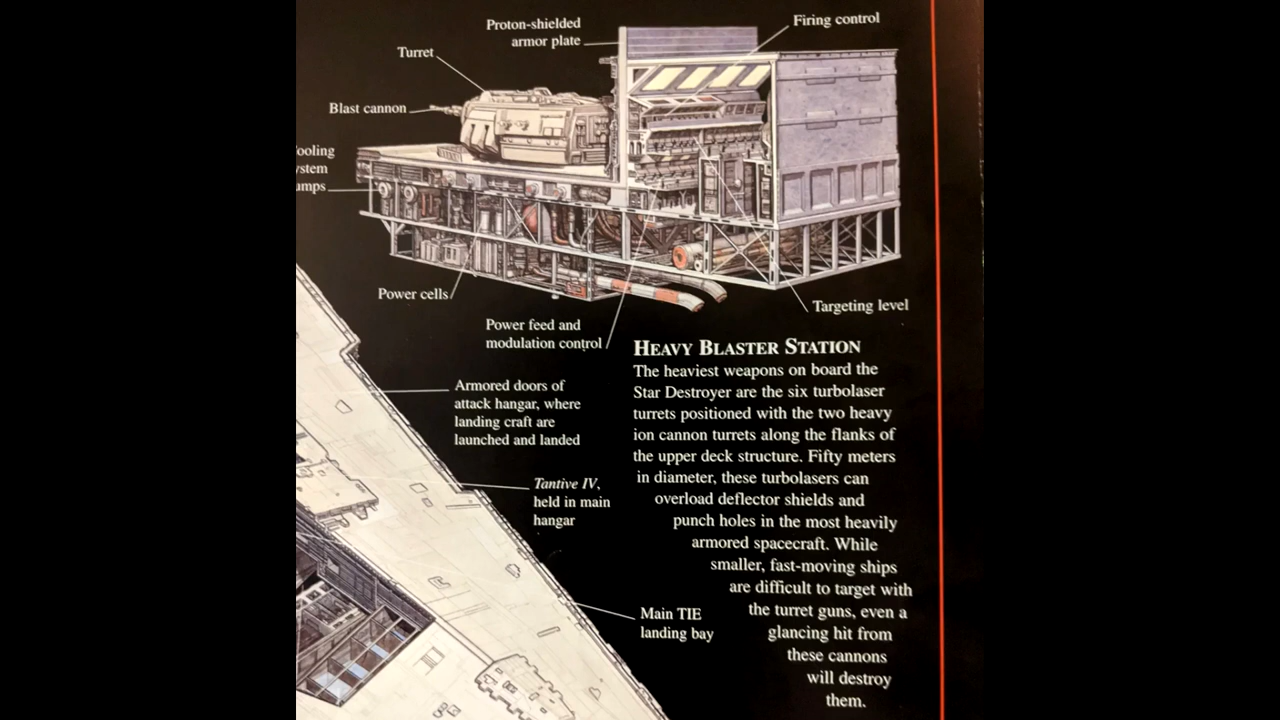 Proton-shielded
armor plate
Firing control
Turret
Blast cannon
ooling
ystem
umps
Power cells
Targeting level
Power feed and
modulation control
HEAVY BLASTER STATION
The heaviest weapons on board the
Star Destroyer are the six turbolaser
turrets positioned with the two heavy
ion cannon turrets along the flanks of
the upper deck structure. Fifty meters
in diameter, these turbolasers can
overload deflector shields and
punch holes in the most heavily
armored spacecraft. While
smaller, fast-moving ships
are difficult to target with
the turret guns, even a
glancing hit from
these cannons
will destroy
them.
Armored doors of
attack hangar, where
landing craft are
launched and landed
Tantive IV,
held in main
hangar
Main TIE
landing bay